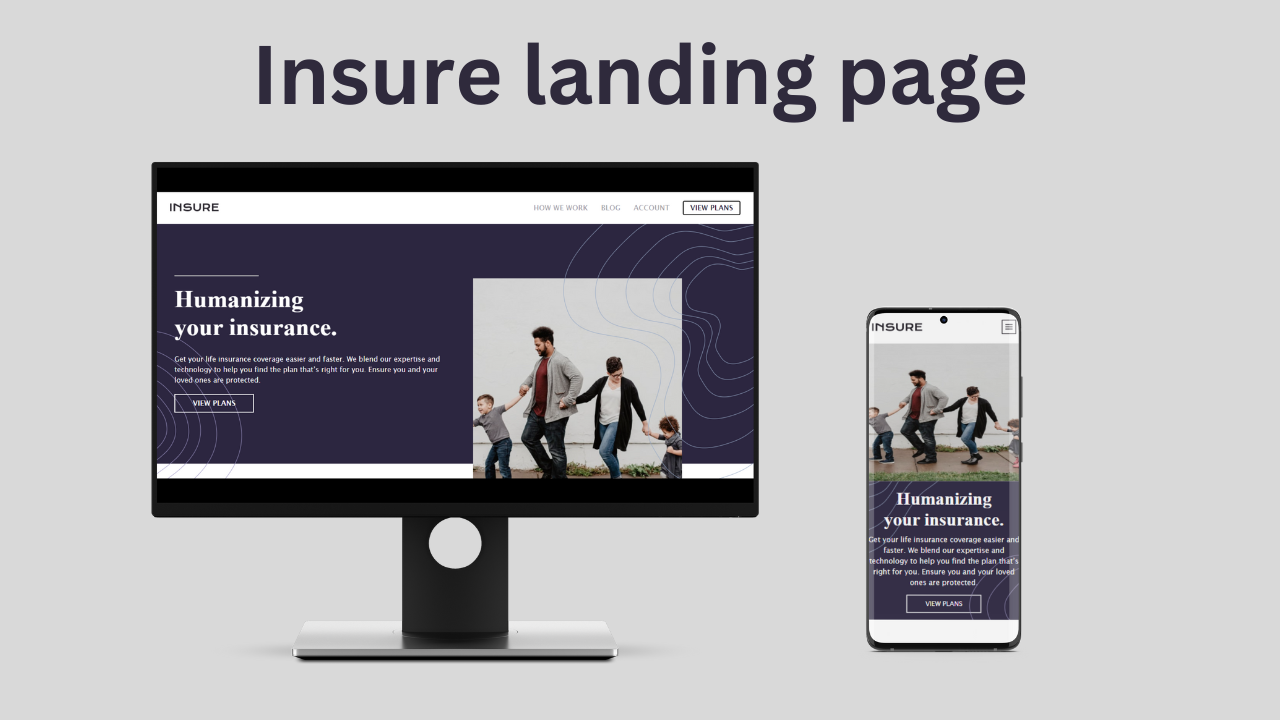 Insure landing page
INSURE
HOW WE WORK BLOG ACCOUNT VIEW PLANS
Humanizing
your insurance.
Get your life insurance coverage easier and faster. We blend our expertise and
technology to help you find the plan that's right for you. Ensure you and your
loved ones are protected.
VIEW PLANS
INSURE
Humanizing
your insurance.
Get your life insurance coverage easier and
faster. We blend our expertise and
technology to help you find the plan that's
right for you. Ensure you and your loved
ones are protected.
VIEW PLANS